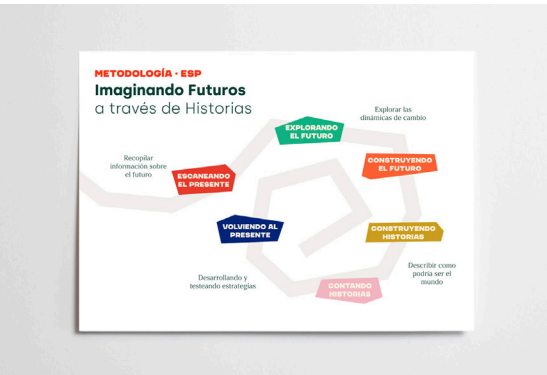 METODOLOGÍA · ESP
Imaginando Futuros
a través de Historias
Explorar las
dinámicas de cambio
EXPLORANDO
EL FUTURO
Recopilar
información sobre
el futuro
ESCANEANDO
EL PRESENTE
CONSTRUYENDO
EL FUTURO
VOLVIENDO AL
PRESENTE
CONSTRUYENDO
HISTORIAS
Describir como
podría ser el
mundo
Desarrollando y
testeando estrategias
CONTANDO
HISTORIAS